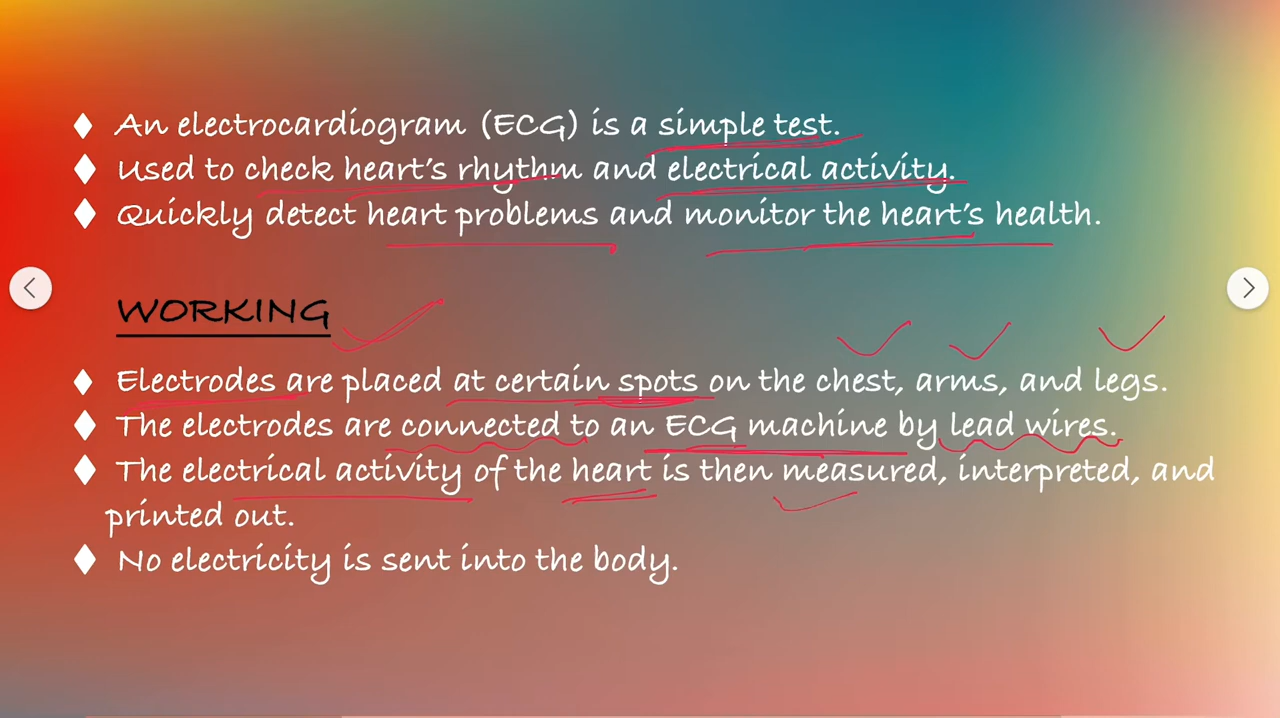 An electrocardiogram (ECG) is a simple test.
Used to check heart's rhythm and electrical activity.
Quickly detect heart problems and monitor the heart's health.
WORKING
Electrodes are placed at certain spots on the chest, arms, and legs.
The electrodes are connected to an ECG machine by lead wires.
The electrical activity of the heart is then measured, interpreted, and
printed out.
No electricity is sent into the body.